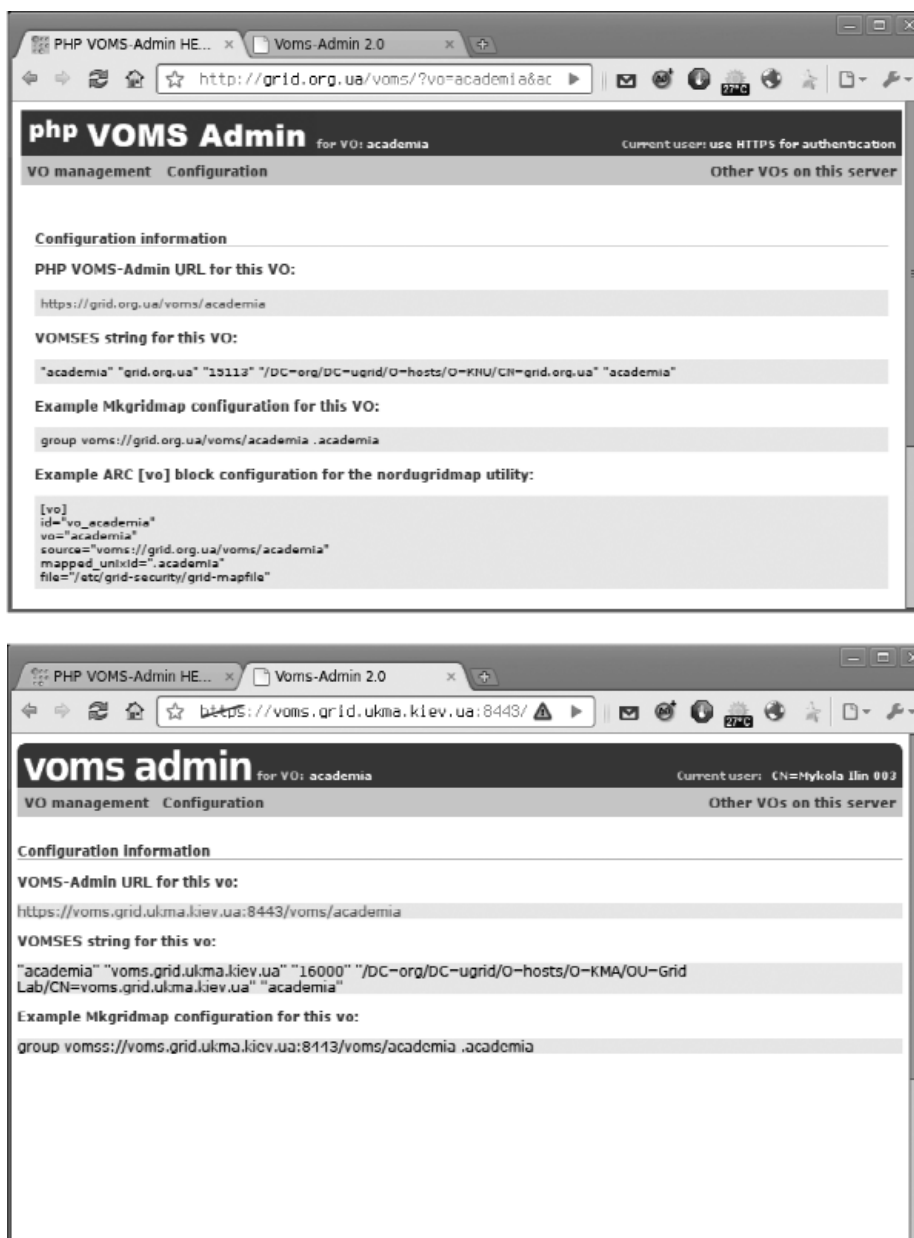 PHP VOMS-Admin HE... × Voms-Admin 2.0 ×
http://grid.org.ua/voms/?vo=academia&ac
27°C
php VOMS Admin for VO: academia Current user: use HTTPS for authentication
VO management Configuration Other VOs on this server
Configuration information
PHP VOMS-Admin URL for this VO:
https://grid.org.ua/voms/academia
VOMSES string for this VO:
"academia" "grid.org.ua" "15113" "/DC=org/DC=ugrid/O=hosts/O=KNU/CN=grid.org.ua" "academia"
Example Mkgridmap configuration for this VO:
group voms://grid.org.ua/voms/academia .academia
Example ARC [vo] block configuration for the nordugridmap utility:
[vo]
id="vo_academia"
vo="academia"
source="voms://grid.org.ua/voms/academia"
mapped_unixid=".academia"
file="/etc/grid-security/grid-mapfile"
PHP VOMS-Admin HE... × Voms-Admin 2.0 ×
https://voms.grid.ukma.kiev.ua:8443/
27°C
voms admin for VO: academia Current user: CN=Mykola Ilin 003
VO management Configuration Other VOs on this server
Configuration information
VOMS-Admin URL for this vo:
https://voms.grid.ukma.kiev.ua:8443/voms/academia
VOMSES string for this vo:
"academia" "voms.grid.ukma.kiev.ua" "16000" "/DC=org/DC=ugrid/O=hosts/O=KMA/OU=Grid
Lab/CN=voms.grid.ukma.kiev.ua" "academia"
Example Mkgridmap configuration for this vo:
group vomss://voms.grid.ukma.kiev.ua:8443/voms/academia .academia